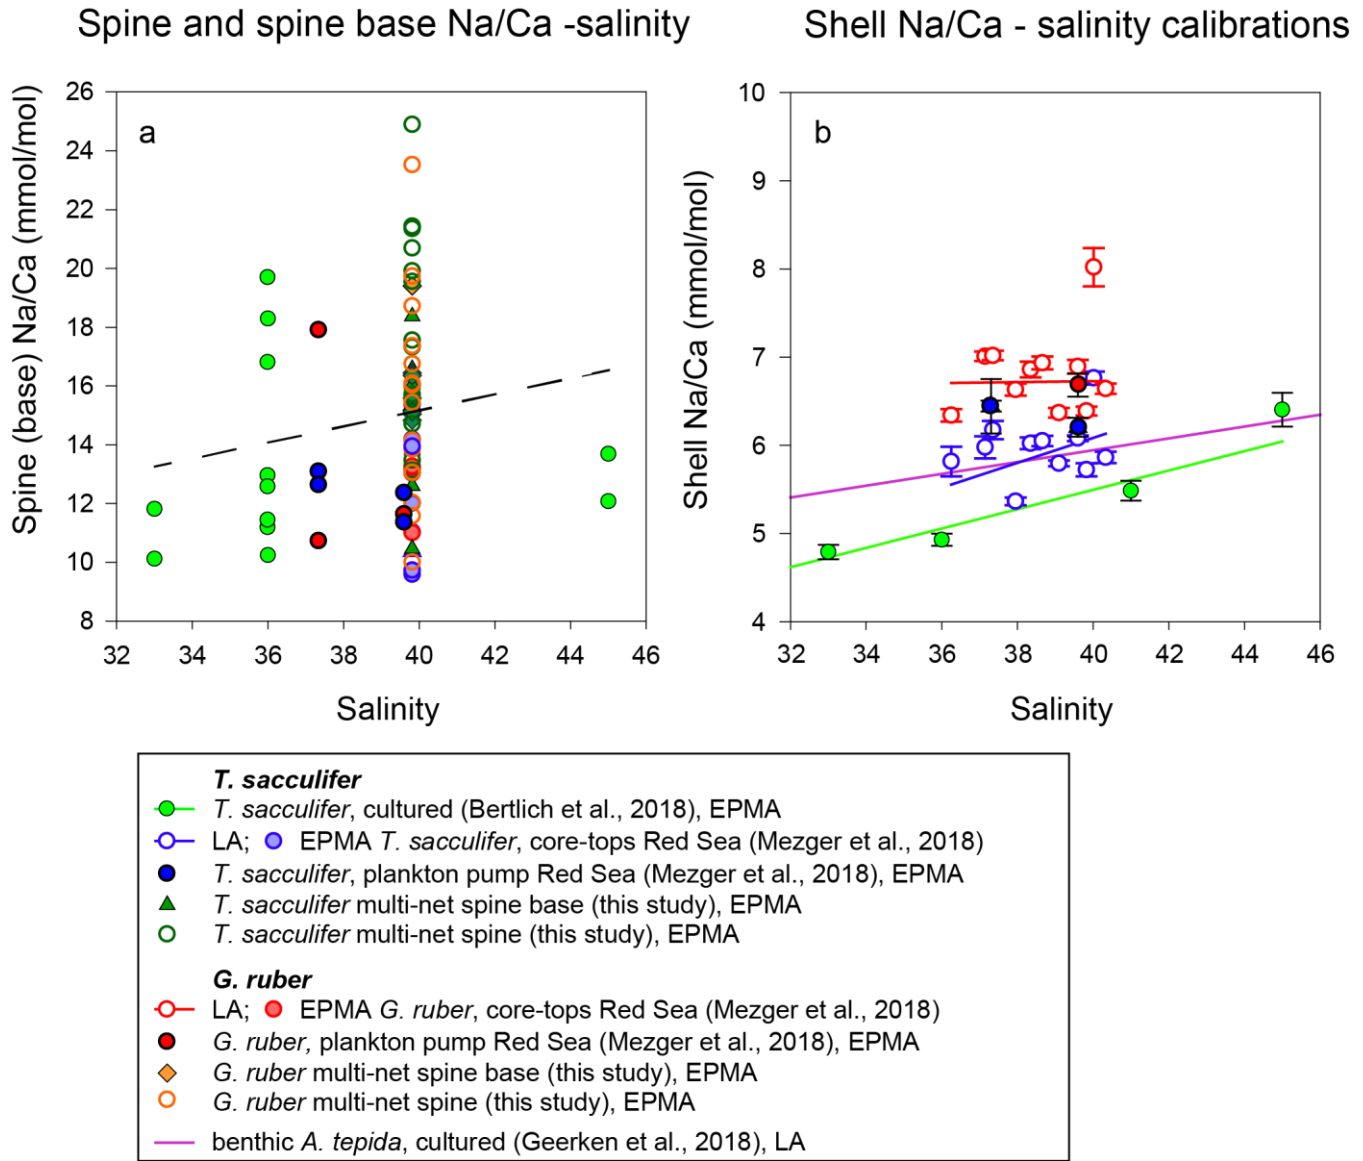 Spine and spine base Na/Ca -salinity
Shell Na/Ca - salinity calibrations
a
26
24
22
20
18
16
14
12
10
8
Spine (base) Na/Ca (mmol/mol)
32 34 36 38 40 42 44 46
Salinity
b
10
9
8
7
6
5
4
Shell Na/Ca (mmol/mol)
32 34 36 38 40 42 44 46
Salinity
T. sacculifer
T. sacculifer, cultured (Bertlich et al., 2018), EPMA
LA; EPMA T. sacculifer, core-tops Red Sea (Mezger et al., 2018)
T. sacculifer, plankton pump Red Sea (Mezger et al., 2018), EPMA
T. sacculifer multi-net spine base (this study), EPMA
T. sacculifer multi-net spine (this study), EPMA
G. ruber
LA; EPMA G. ruber, core-tops Red Sea (Mezger et al., 2018)
G. ruber, plankton pump Red Sea (Mezger et al., 2018), EPMA
G. ruber multi-net spine base (this study), EPMA
G. ruber multi-net spine (this study), EPMA
benthic A. tepida, cultured (Geerken et al., 2018), LA